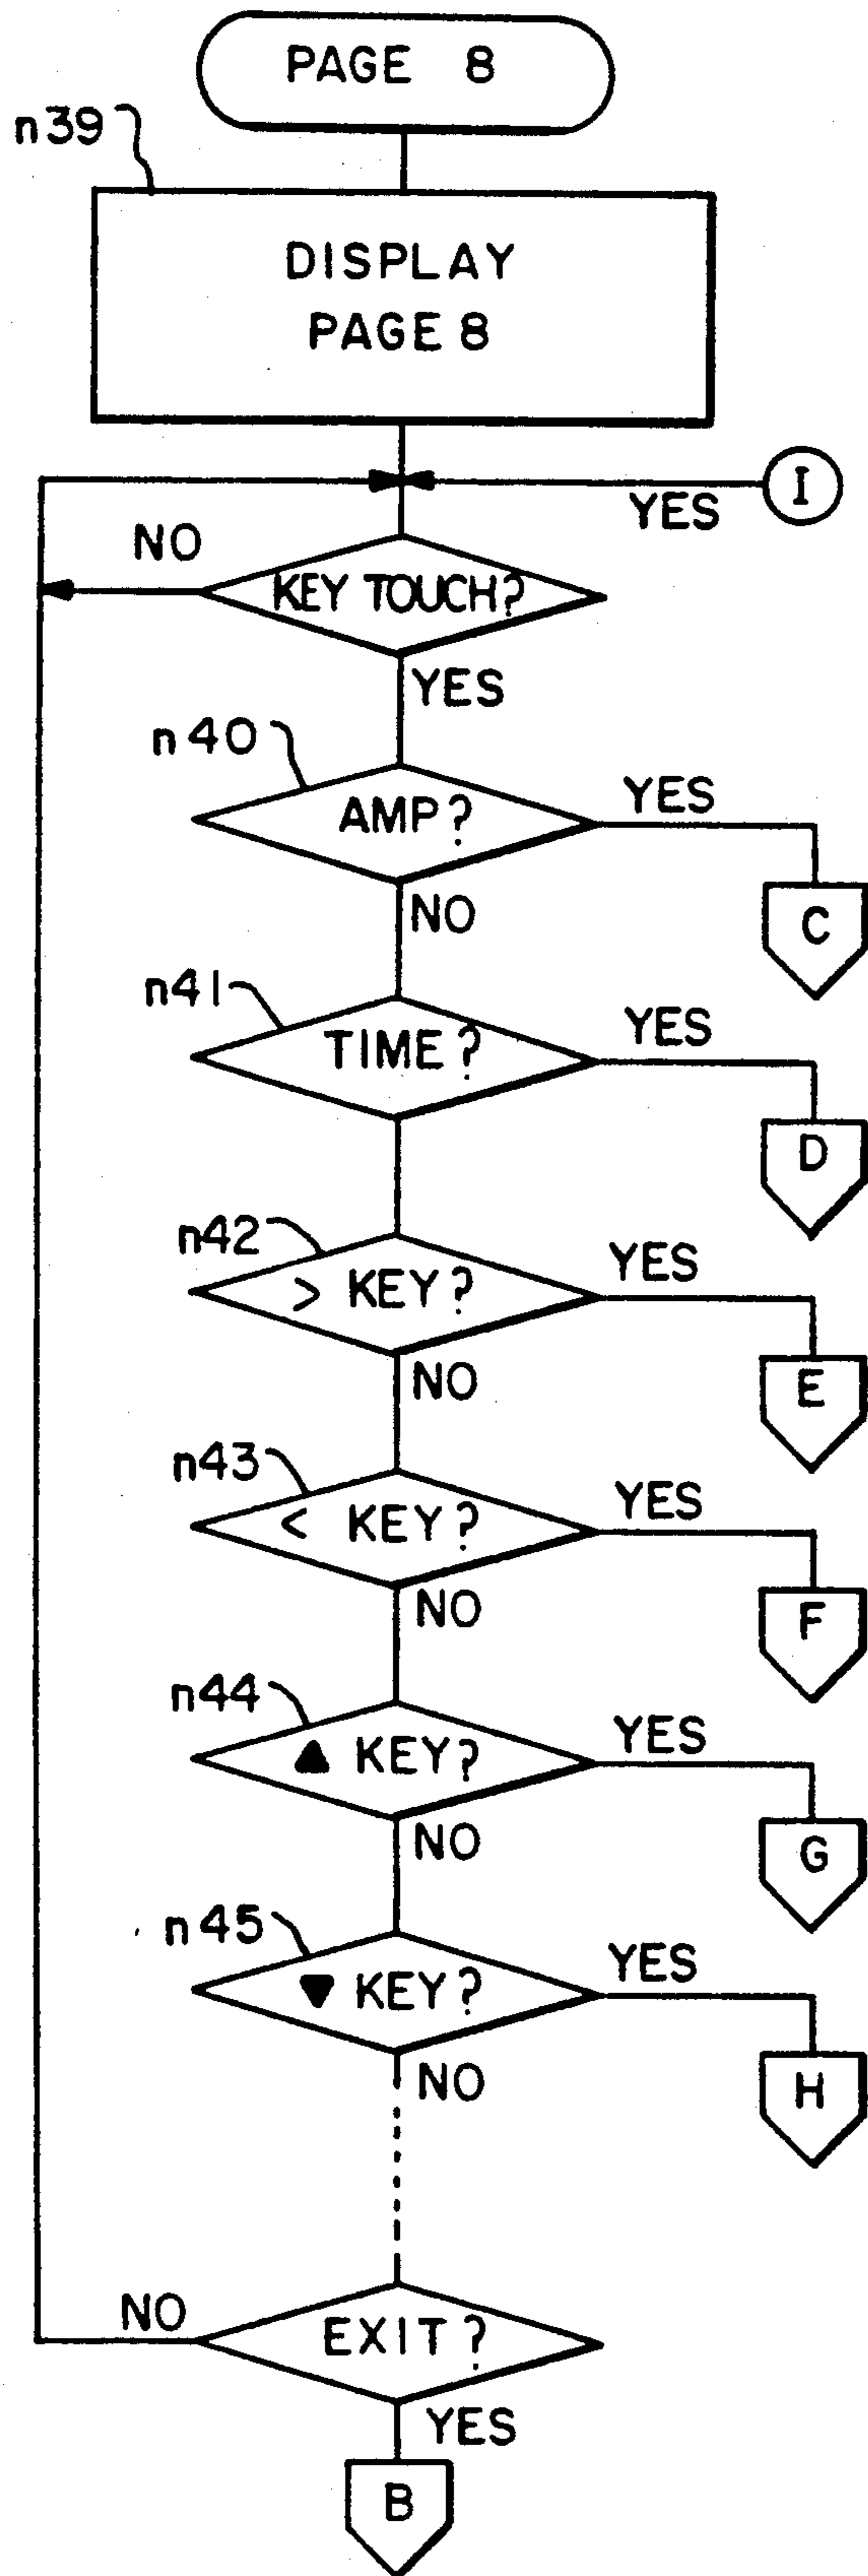 PAGE 8
n39
DISPLAY
PAGE 8
I
YES
NO
KEY TOUCH?
YES
n40
AMP?
YES
C
NO
n41
TIME?
YES
D
n42
> KEY?
YES
E
NO
n43
< KEY?
YES
F
NO
n44
▲ KEY?
YES
G
NO
n45
▼ KEY?
YES
H
NO
NO
EXIT?
YES
B